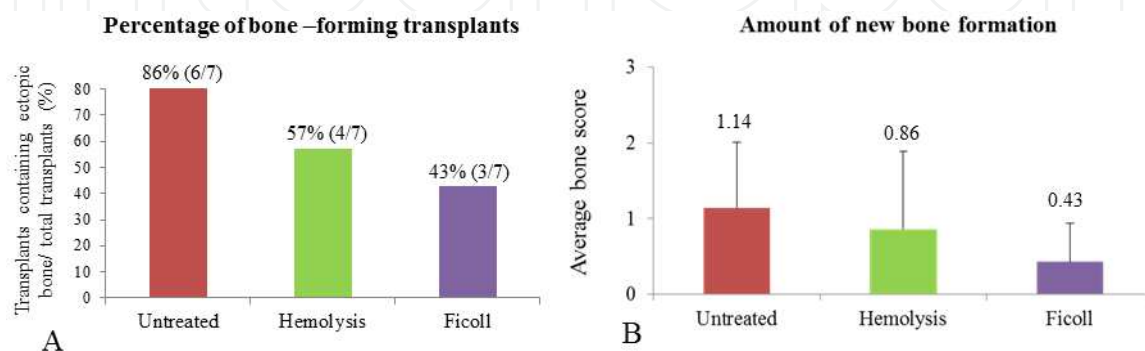 Percentage of bone –forming transplants
Transplants containing ectopic
bone/ total transplants (%)
80
70
60
50
40
30
20
10
0
86% (6/7)
57% (4/7)
43% (3/7)
Untreated Hemolysis Ficoll
A
Amount of new bone formation
Average bone score
3
2
1
0
1.14
0.86
0.43
Untreated Hemolysis Ficoll
B